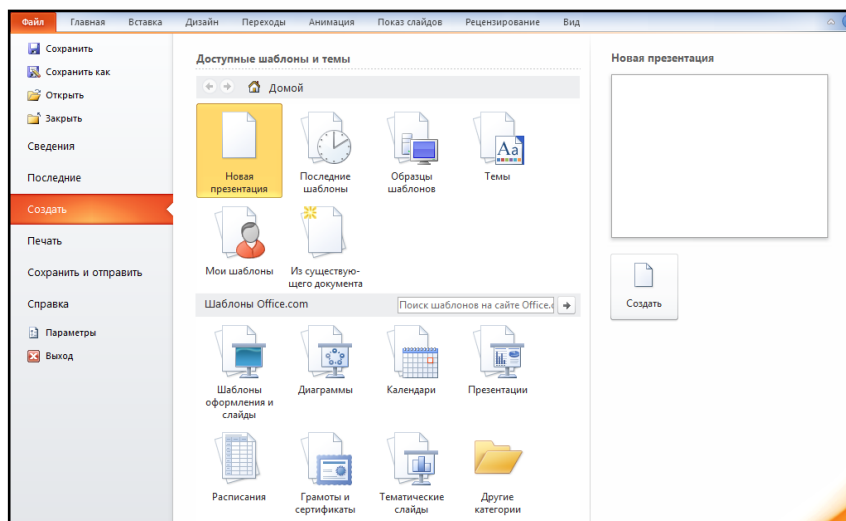 Файл Главная Вставка Дизайн Переходы Анимация Показ слайдов Рецензирование Вид
Сохранить
Сохранить как
Открыть
Закрыть
Сведения
Последние
Создать
Печать
Сохранить и отправить
Справка
Параметры
Выход
Доступные шаблоны и темы
Домой
Новая
презентация
Последние
шаблоны
Образцы
шаблонов
Темы
Мои шаблоны
Из существую-
щего документа
Шаблоны Office.com
Поиск шаблонов на сайте Office.c
Шаблоны
оформления и
слайды
Диаграммы
Календари
Презентации
Расписания
Грамоты и
сертификаты
Тематические
слайды
Другие
категории
Новая презентация
Создать